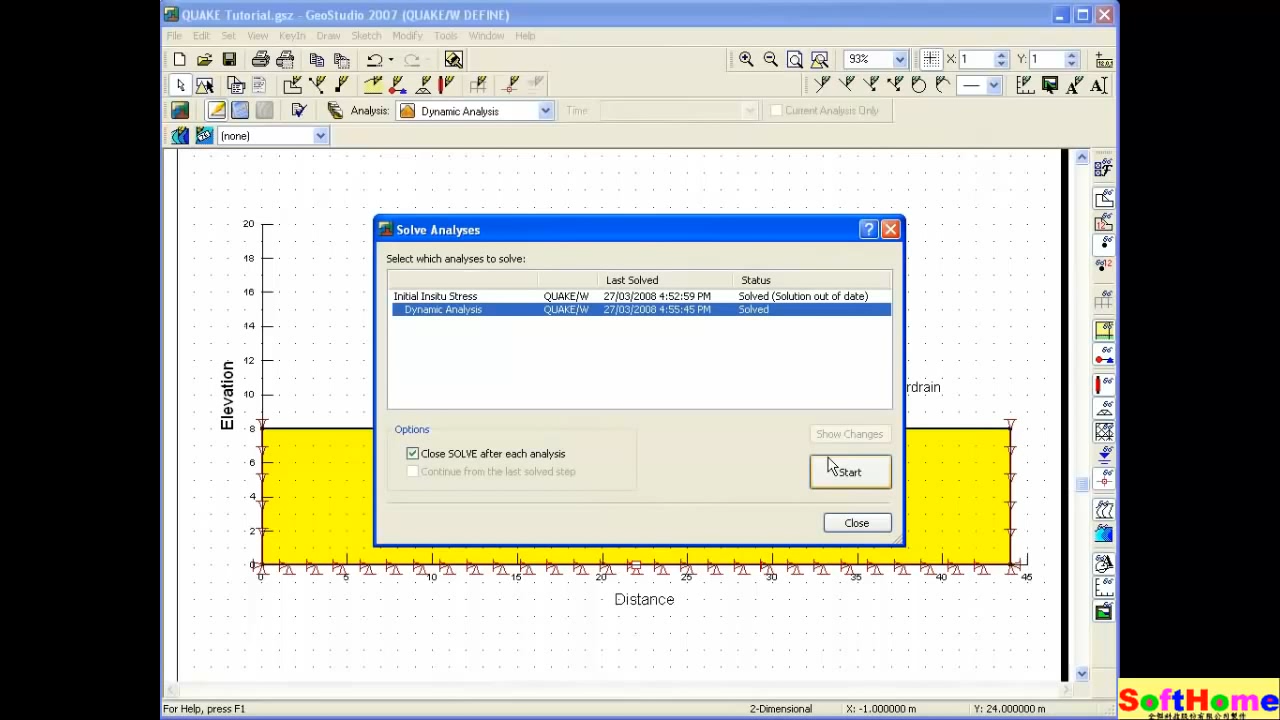 QUAKE Tutorial.gsz - GeoStudio 2007 (QUAKE/W DEFINE)
File Edit Set View KeyIn Draw Sketch Modify Tools Window Help
93% X: 1 Y: 1
Analysis: Dynamic Analysis Time Current Analysis Only
(none)
Solve Analyses
Select which analyses to solve:
Last Solved Status
Initial Insitu Stress QUAKE/W 27/03/2008 4:52:59 PM Solved (Solution out of date)
Dynamic Analysis QUAKE/W 27/03/2008 4:55:45 PM Solved
Options
Close SOLVE after each analysis
Continue from the last solved step
Show Changes
Start
Close
20
18
16
14
12
10
8
6
4
2
0
Elevation
rdrain
0 5 10 15 20 25 30 35 40 45
Distance
For Help, press F1 2-Dimensional X: -1.000000 m Y: 24.000000 m
SoftHome